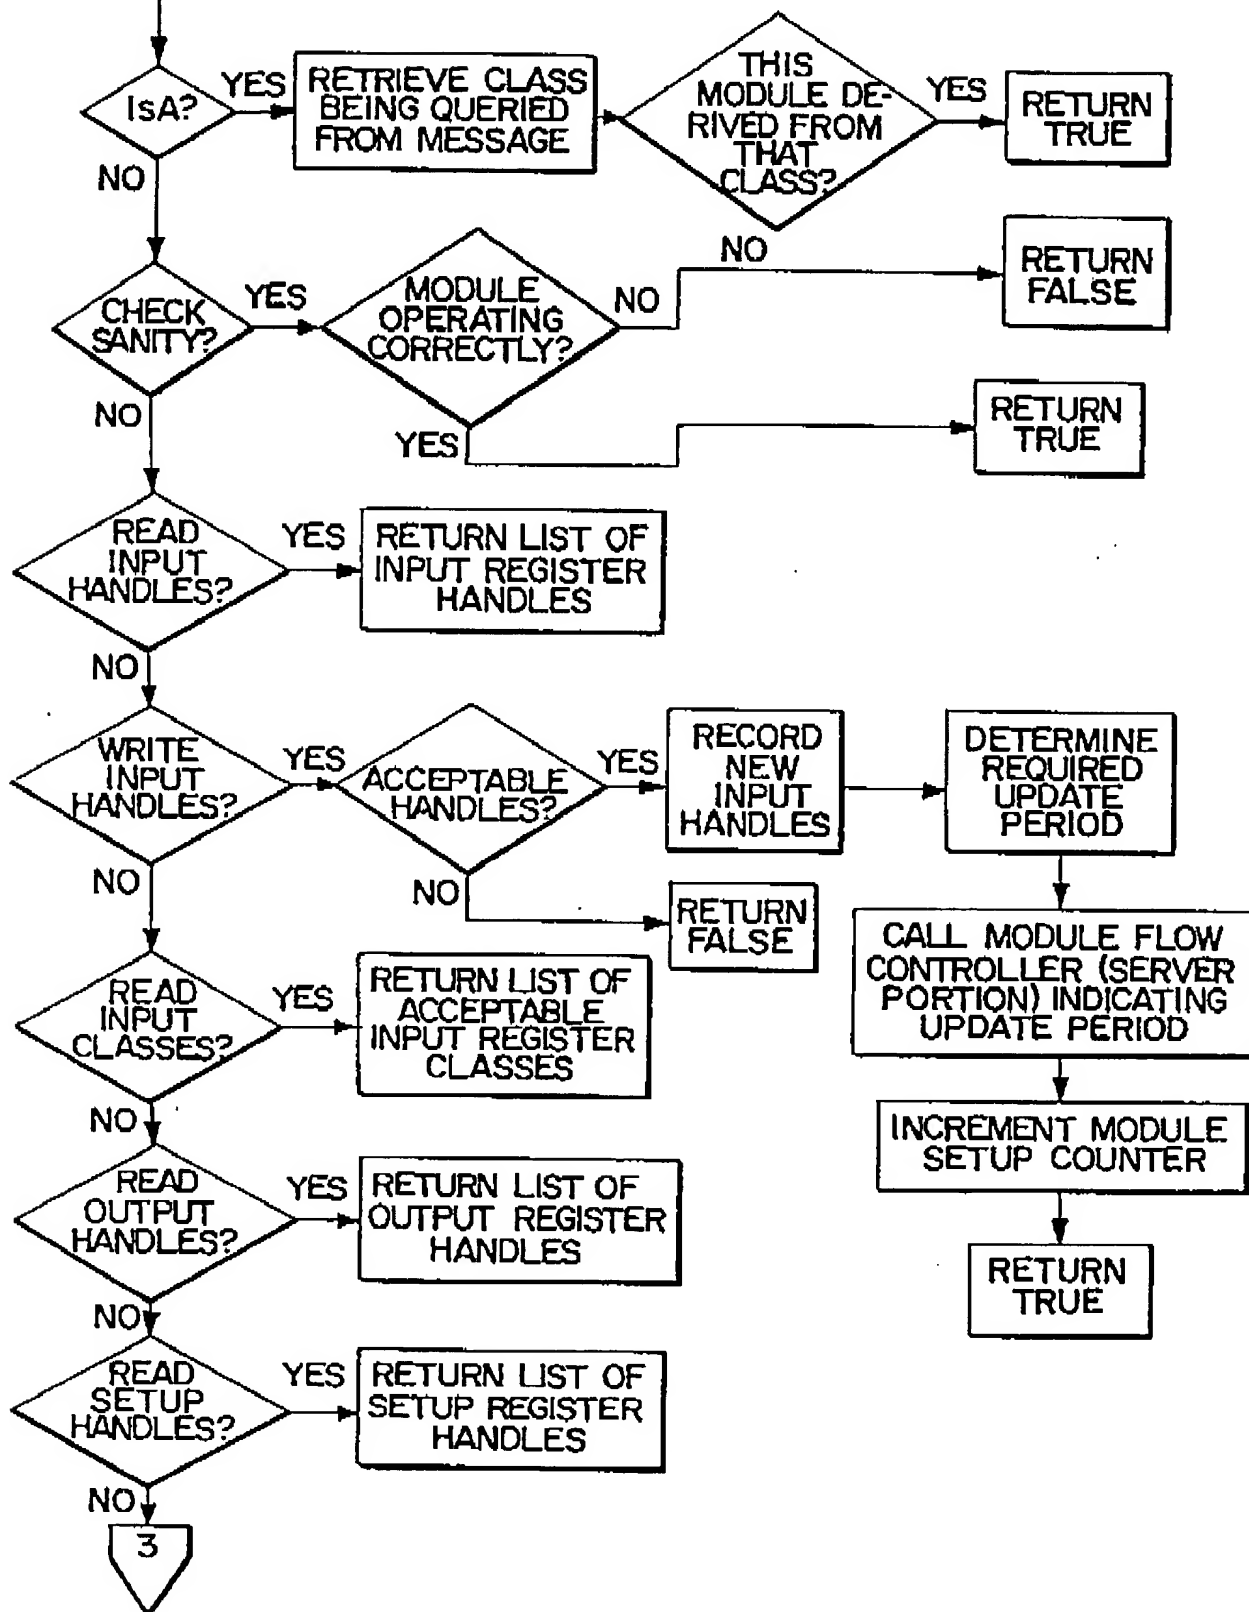 IsA?
YES
RETRIEVE CLASS
BEING QUERIED
FROM MESSAGE
THIS
MODULE DE-
RIVED FROM
THAT
CLASS?
YES
RETURN
TRUE
NO
NO
RETURN
FALSE
CHECK
SANITY?
YES
MODULE
OPERATING
CORRECTLY?
NO
NO
YES
RETURN
TRUE
READ
INPUT
HANDLES?
YES
RETURN LIST OF
INPUT REGISTER
HANDLES
NO
WRITE
INPUT
HANDLES?
YES
ACCEPTABLE
HANDLES?
YES
RECORD
NEW
INPUT
HANDLES
DETERMINE
REQUIRED
UPDATE
PERIOD
NO
NO
RETURN
FALSE
CALL MODULE FLOW
CONTROLLER (SERVER
PORTION) INDICATING
UPDATE PERIOD
READ
INPUT
CLASSES?
YES
RETURN LIST OF
ACCEPTABLE
INPUT REGISTER
CLASSES
INCREMENT MODULE
SETUP COUNTER
NO
READ
OUTPUT
HANDLES?
YES
RETURN LIST OF
OUTPUT REGISTER
HANDLES
RETURN
TRUE
NO
READ
SETUP
HANDLES?
YES
RETURN LIST OF
SETUP REGISTER
HANDLES
NO
3